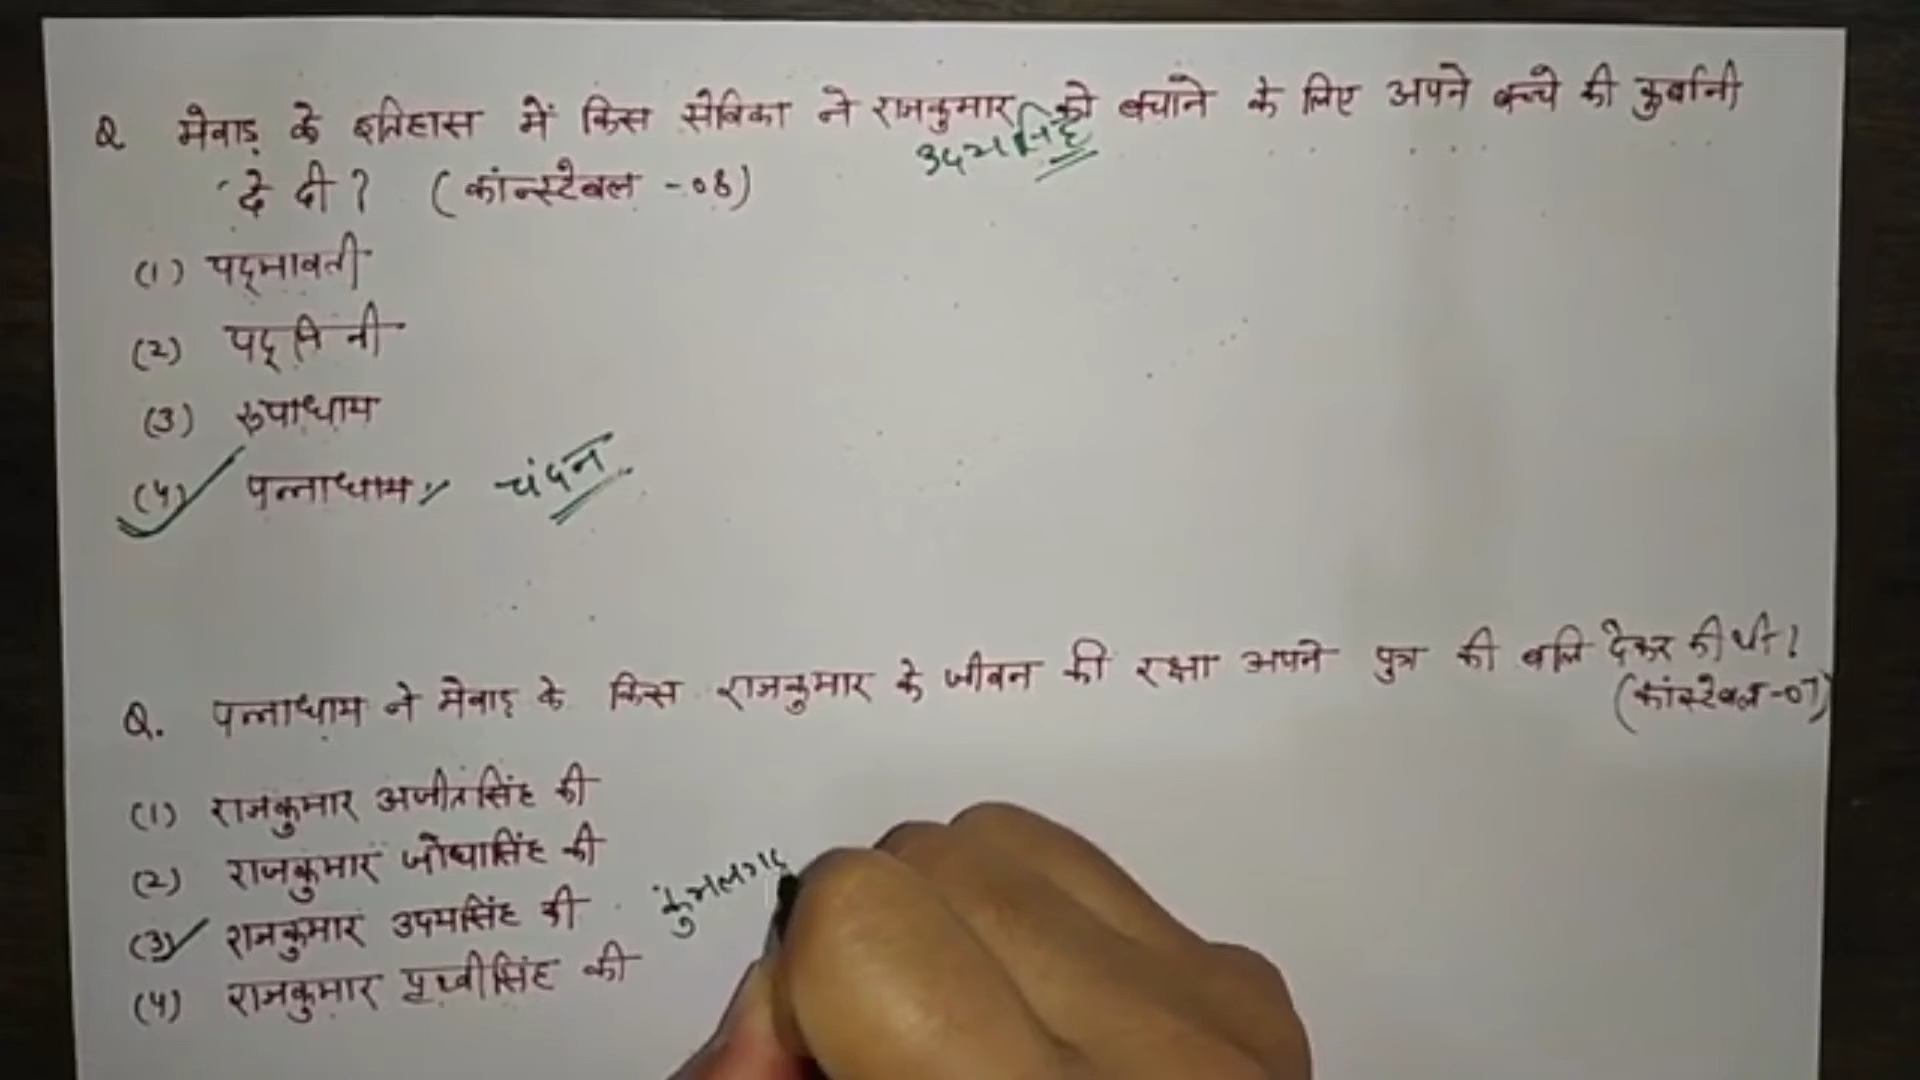 Q मेवाड़ के इतिहास में किस सेविका ने राजकुमार को बचाने के लिए अपने बच्चे की कुर्बानी
उदयसिंह
दे दी? (कांन्स्टेबल -08)
(1) पद्मावती
(2) पद्मिनी
(3) रुपाधाय
(4) पन्नाधाय
चंदन
Q. पन्नाधाय ने मेवाड़ के किस राजकुमार के जीवन की रक्षा अपने पुत्र की बलि देकर की थी?
(कांस्टेबल-07)
(1) राजकुमार अजीतसिंह की
(2) राजकुमार जोधासिंह की
(3) राजकुमार उदयसिंह की
कुंभलगढ़
(4) राजकुमार पृथ्वीसिंह की